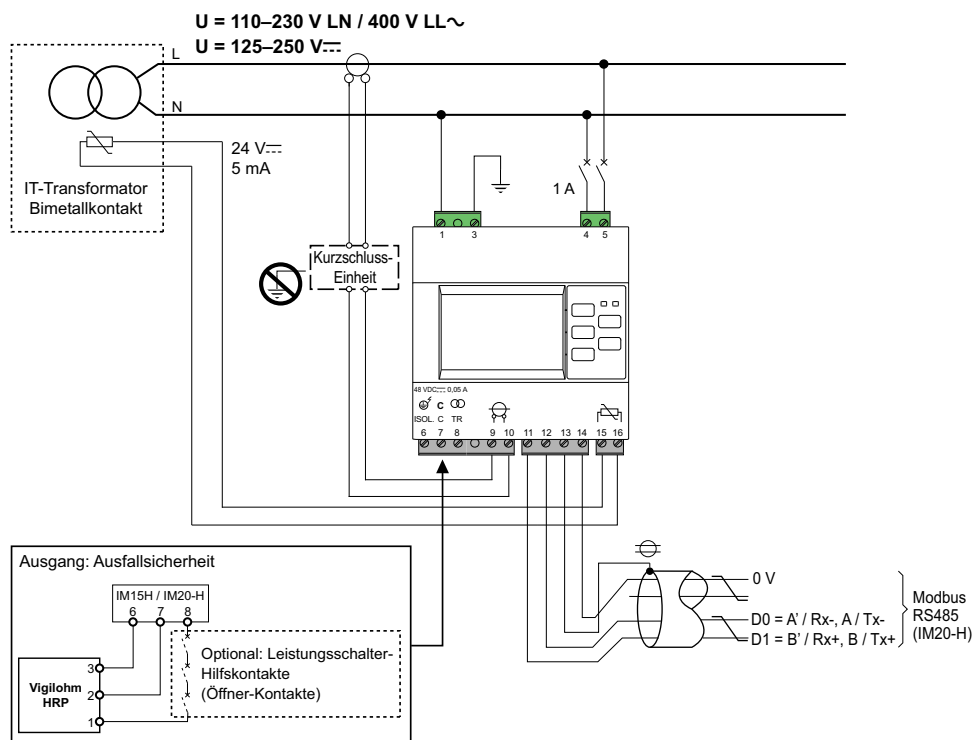 U = 110–230 V LN / 400 V LL∼
U = 125–250 V⎓
L
N
24 V⎓
5 mA
IT-Transformator
Bimetallkontakt
1 A
1
3
4
5
Kurzschluss-
Einheit
48 VDC⎓ 0,05 A
C
ISOL. C TR
6 7 8 9 10 11 12 13 14 15 16
Ausgang: Ausfallsicherheit
IM15H / IM20-H
6 7 8
Optional: Leistungsschalter-
Hilfskontakte
(Öffner-Kontakte)
Vigilohm
HRP
3
2
1
0 V
D0 = A' / Rx-, A / Tx-
D1 = B' / Rx+, B / Tx+
Modbus
RS485
(IM20-H)